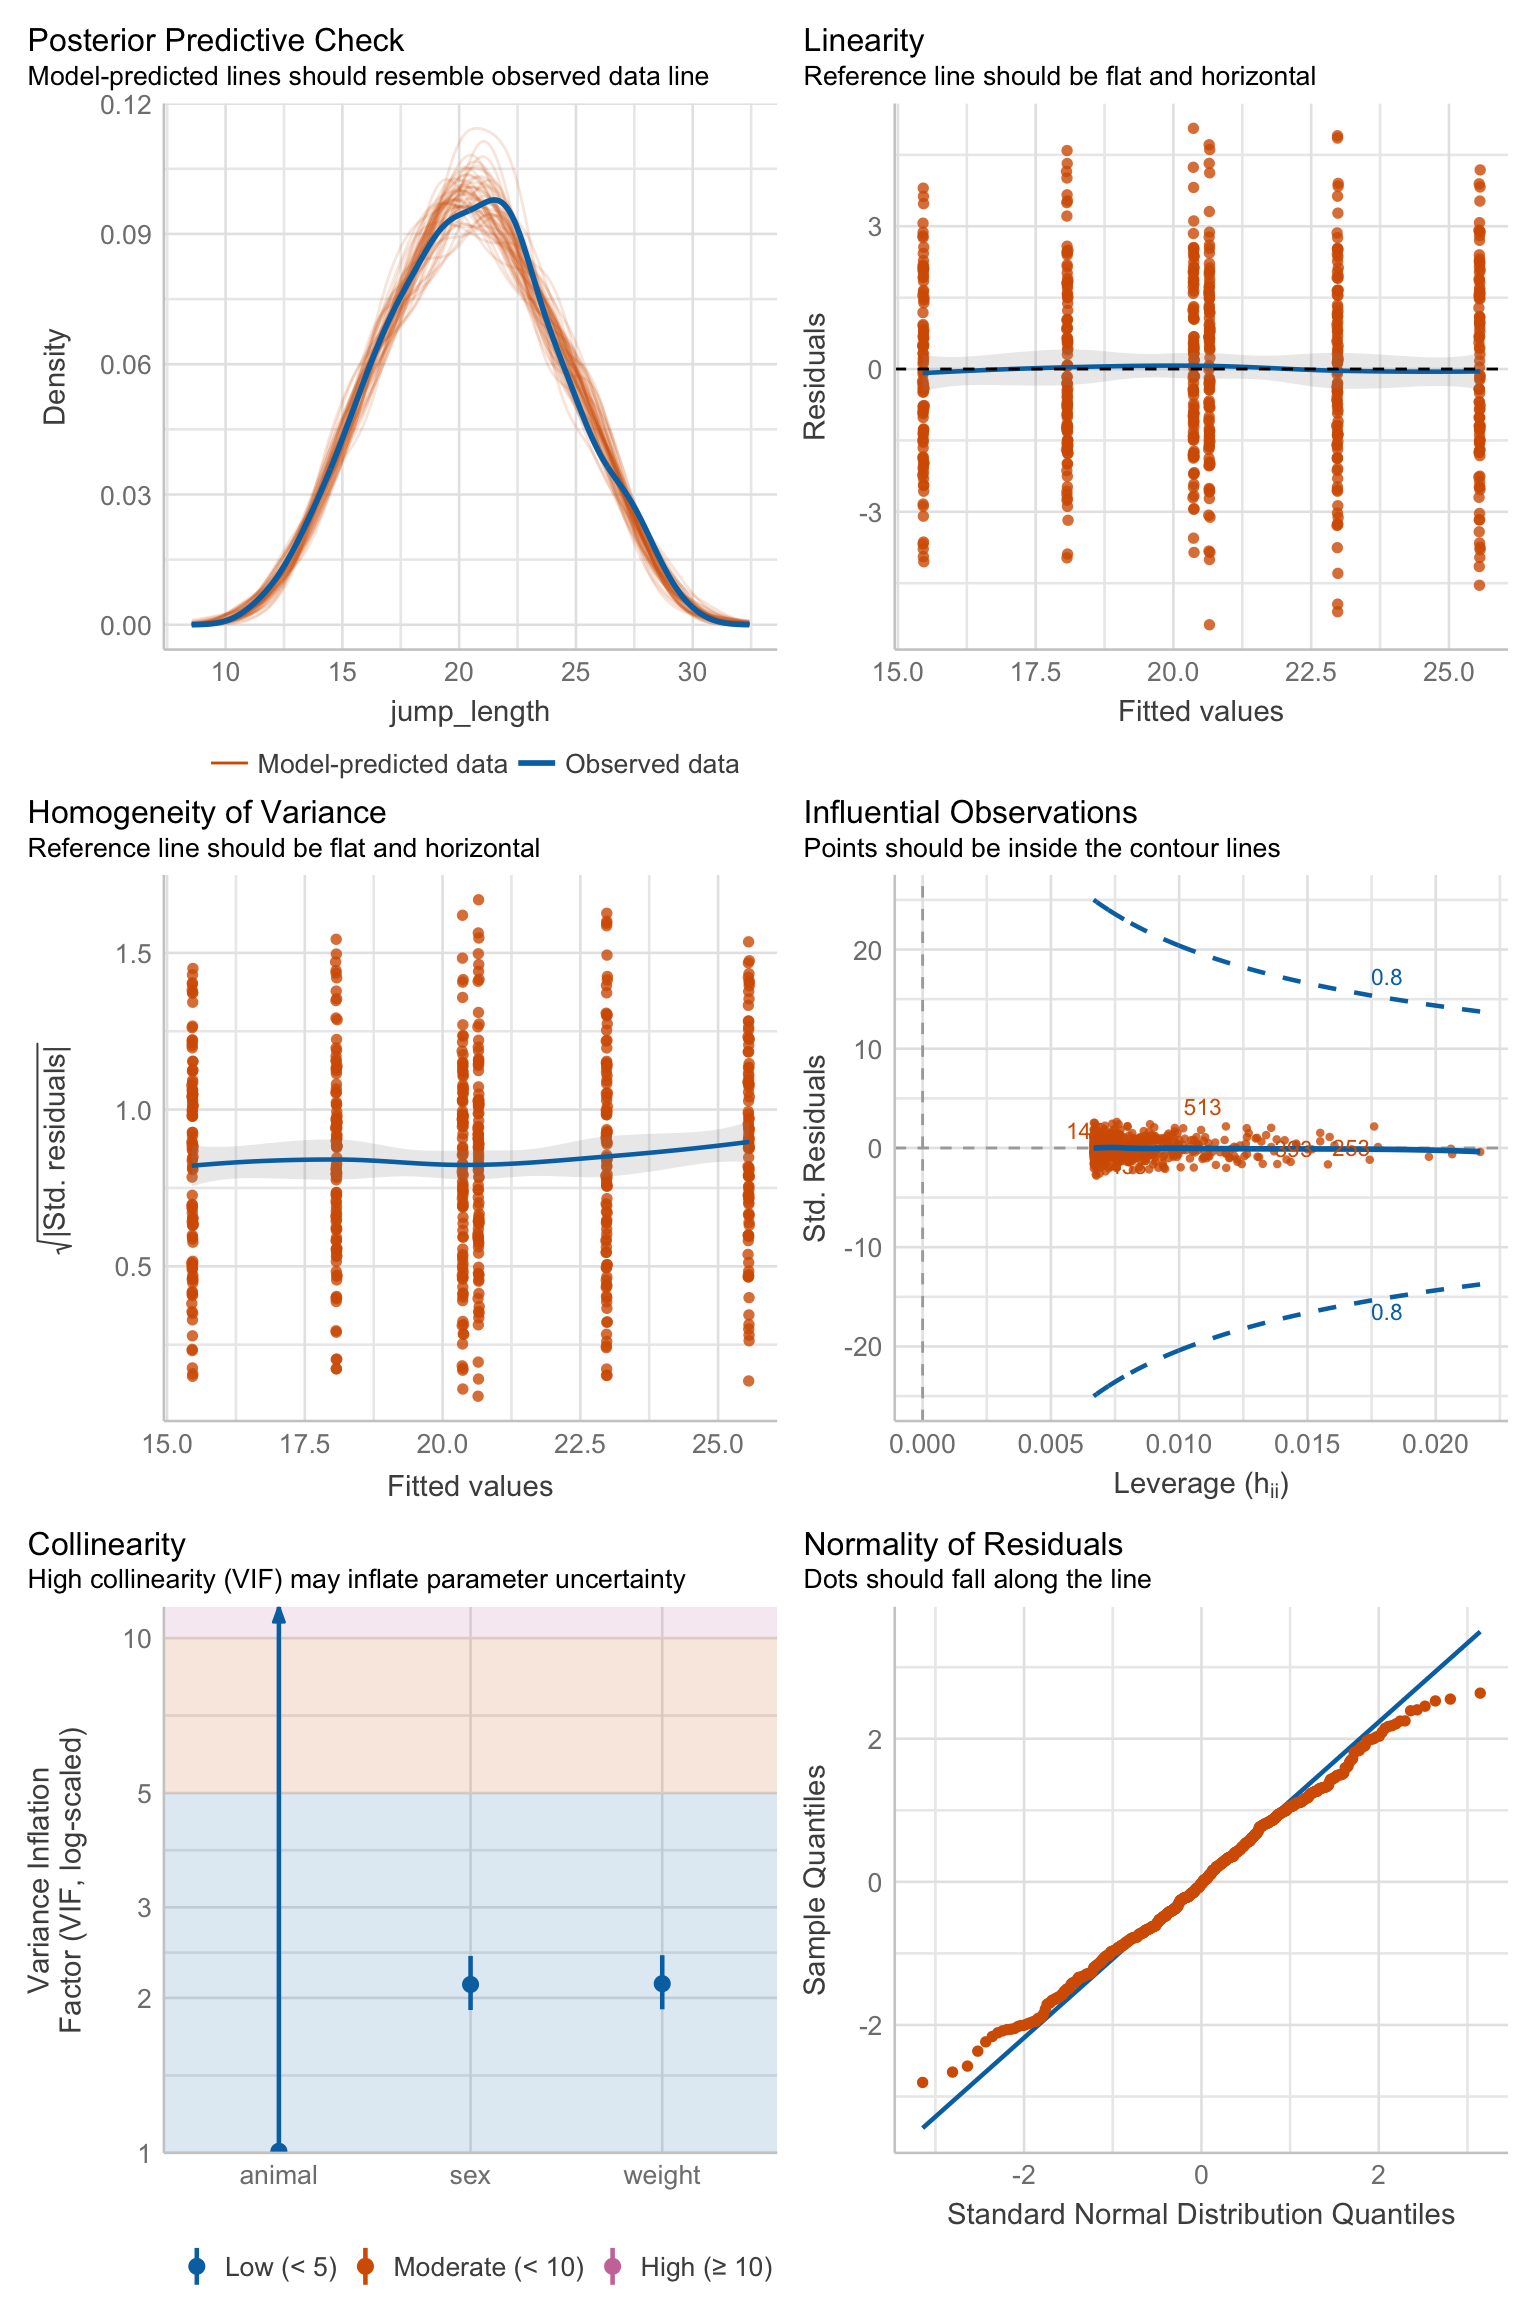 Posterior Predictive Check
Model-predicted lines should resemble observed data line
0.12
0.09
0.06
0.03
0.00
Density
10 15 20 25 30
jump_length
Model-predicted data Observed data
Linearity
Reference line should be flat and horizontal
3
0
-3
Residuals
15.0 17.5 20.0 22.5 25.0
Fitted values
Homogeneity of Variance
Reference line should be flat and horizontal
1.5
1.0
0.5
√|Std. residuals|
15.0 17.5 20.0 22.5 25.0
Fitted values
Influential Observations
Points should be inside the contour lines
20
10
0
-10
-20
Std. Residuals
0.8
513
14
393
253
0.8
0.000 0.005 0.010 0.015 0.020
Leverage (hii)
Collinearity
High collinearity (VIF) may inflate parameter uncertainty
10
5
3
2
1
Variance Inflation
Factor (VIF, log-scaled)
animal sex weight
Low (< 5) Moderate (< 10) High (≥ 10)
Normality of Residuals
Dots should fall along the line
2
0
-2
Sample Quantiles
-2 0 2
Standard Normal Distribution Quantiles